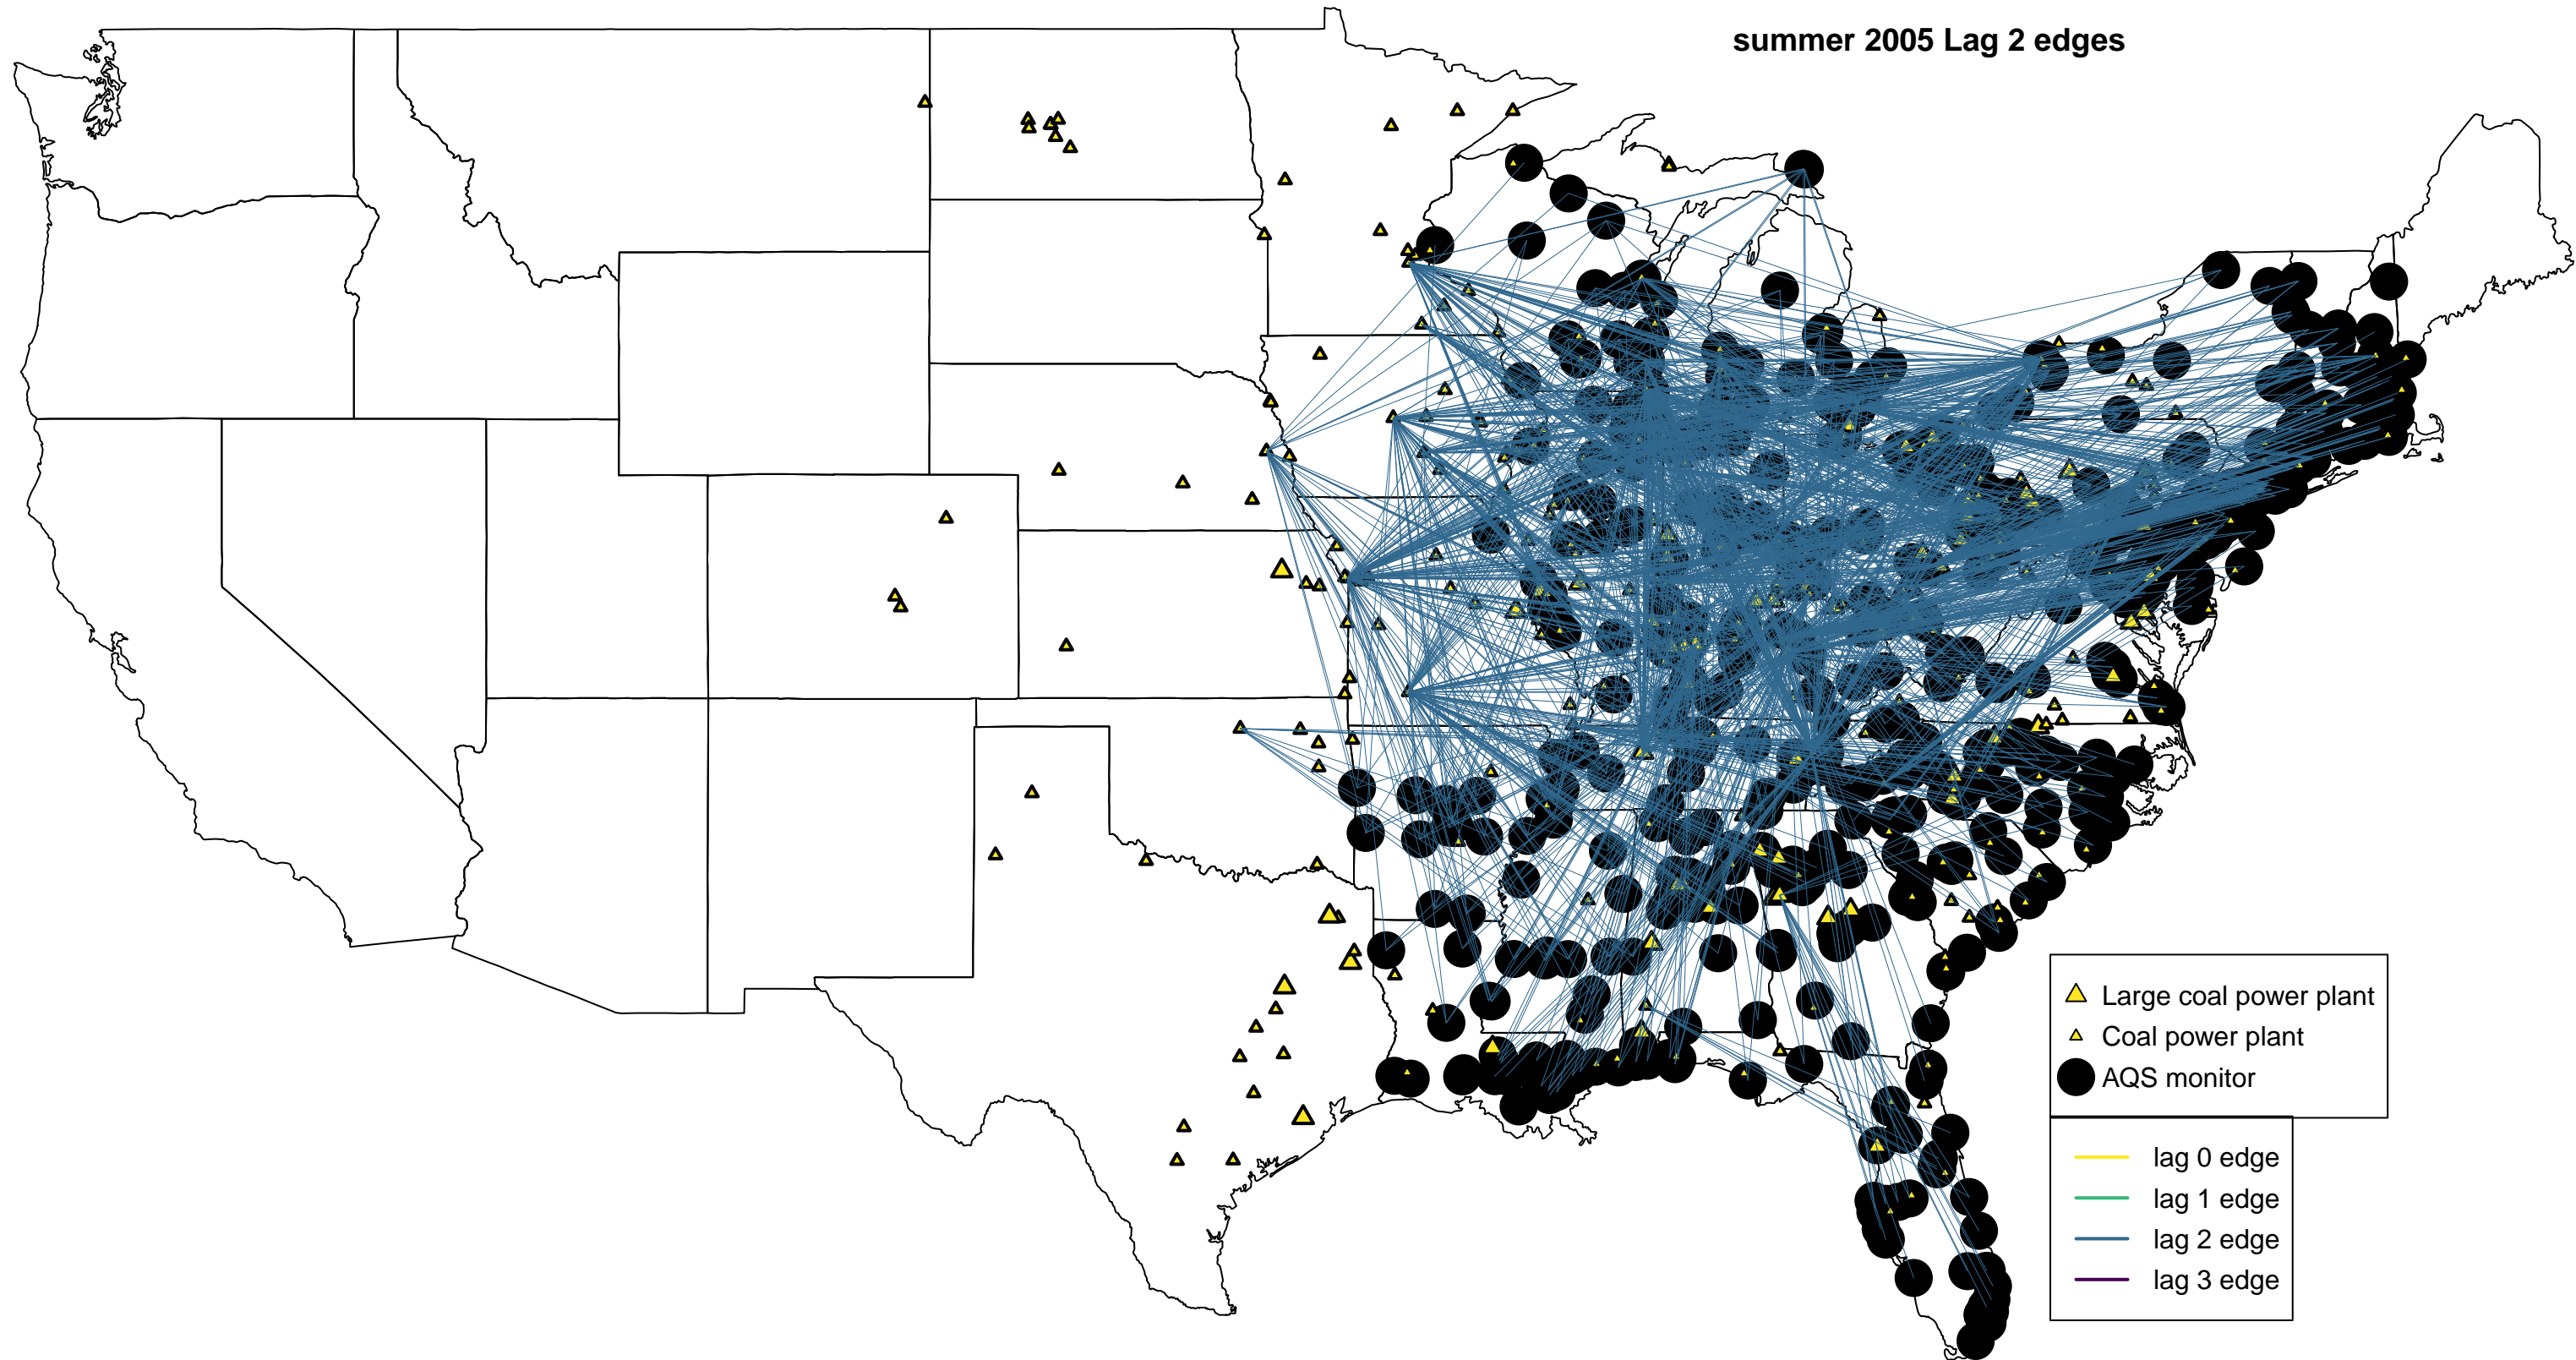 summer 2005 Lag 2 edges
Large coal power plant
Coal power plant
AQS monitor
lag 0 edge
lag 1 edge
lag 2 edge
lag 3 edge